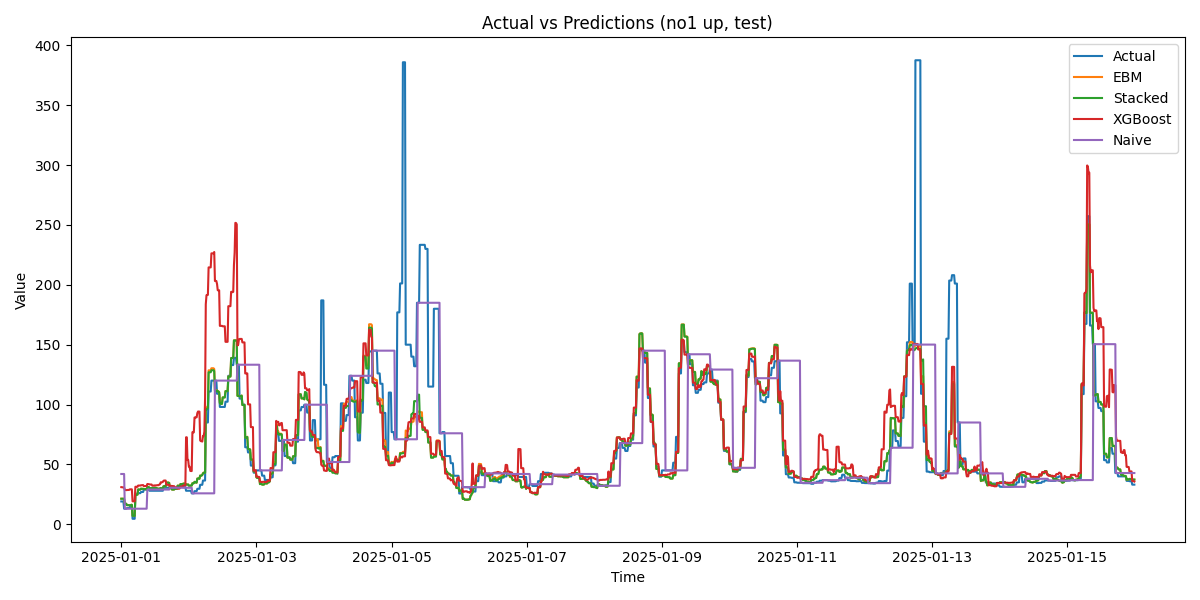 Actual vs Predictions (no1 up, test)
400
350
300
250
200
150
100
50
0
Value
Actual
EBM
Stacked
XGBoost
Naive
2025-01-01
2025-01-03
2025-01-05
2025-01-07
2025-01-09
2025-01-11
2025-01-13
2025-01-15
Time